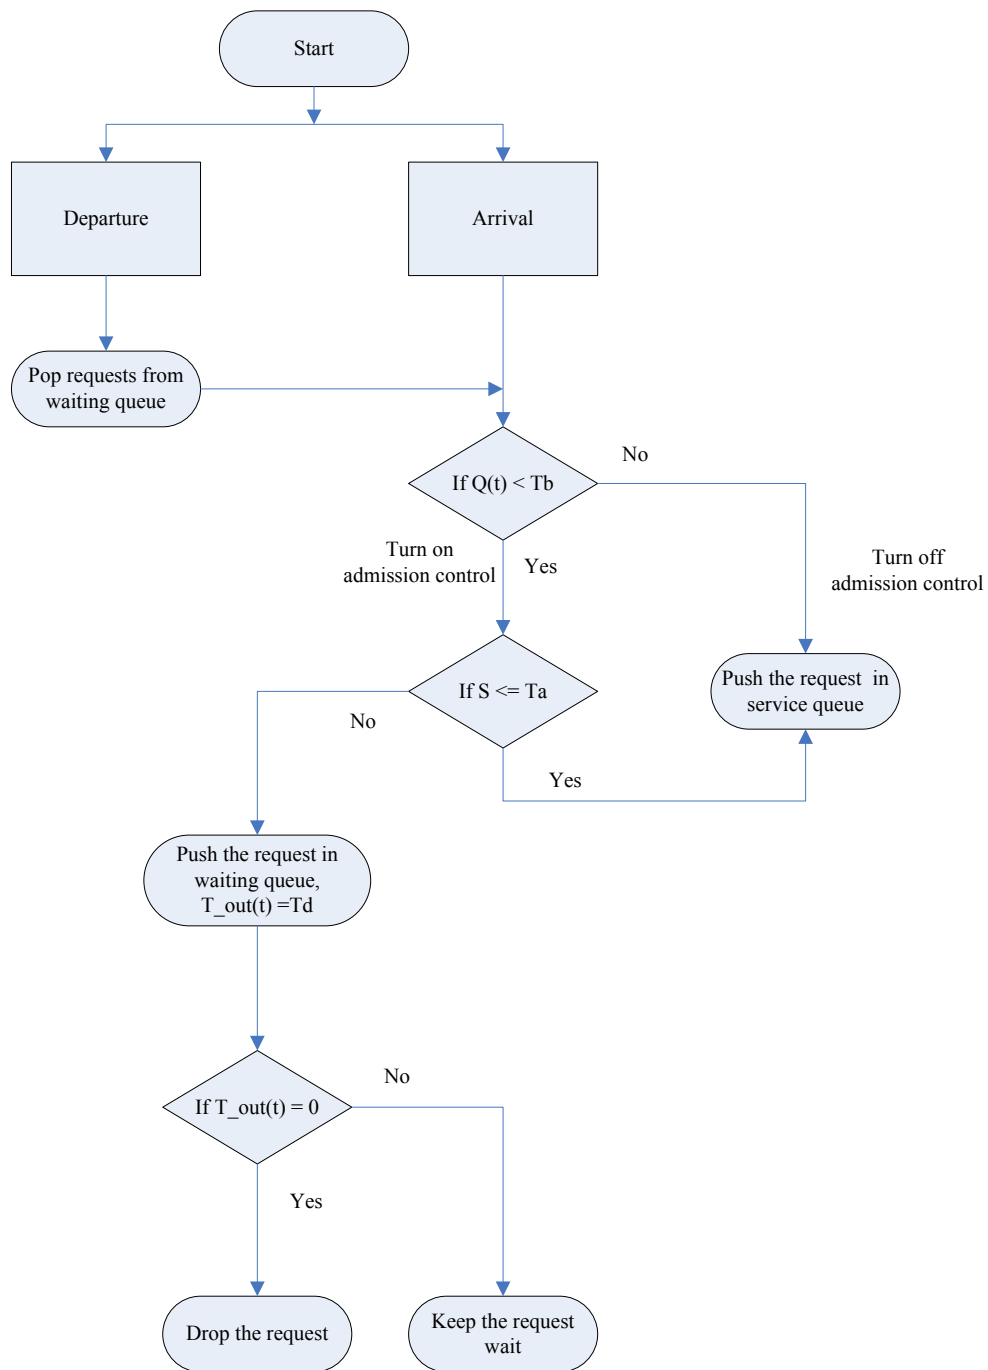 Start
Departure
Arrival
Pop requests from
waiting queue
If Q(t) < Tb
No
Turn on
admission control
Yes
Turn off
admission control
If S <= Ta
Push the request  in
service queue
No
Yes
Push the request in
waiting queue,
T_out(t) =Td
If T_out(t) = 0
No
Yes
Drop the request
Keep the request
wait